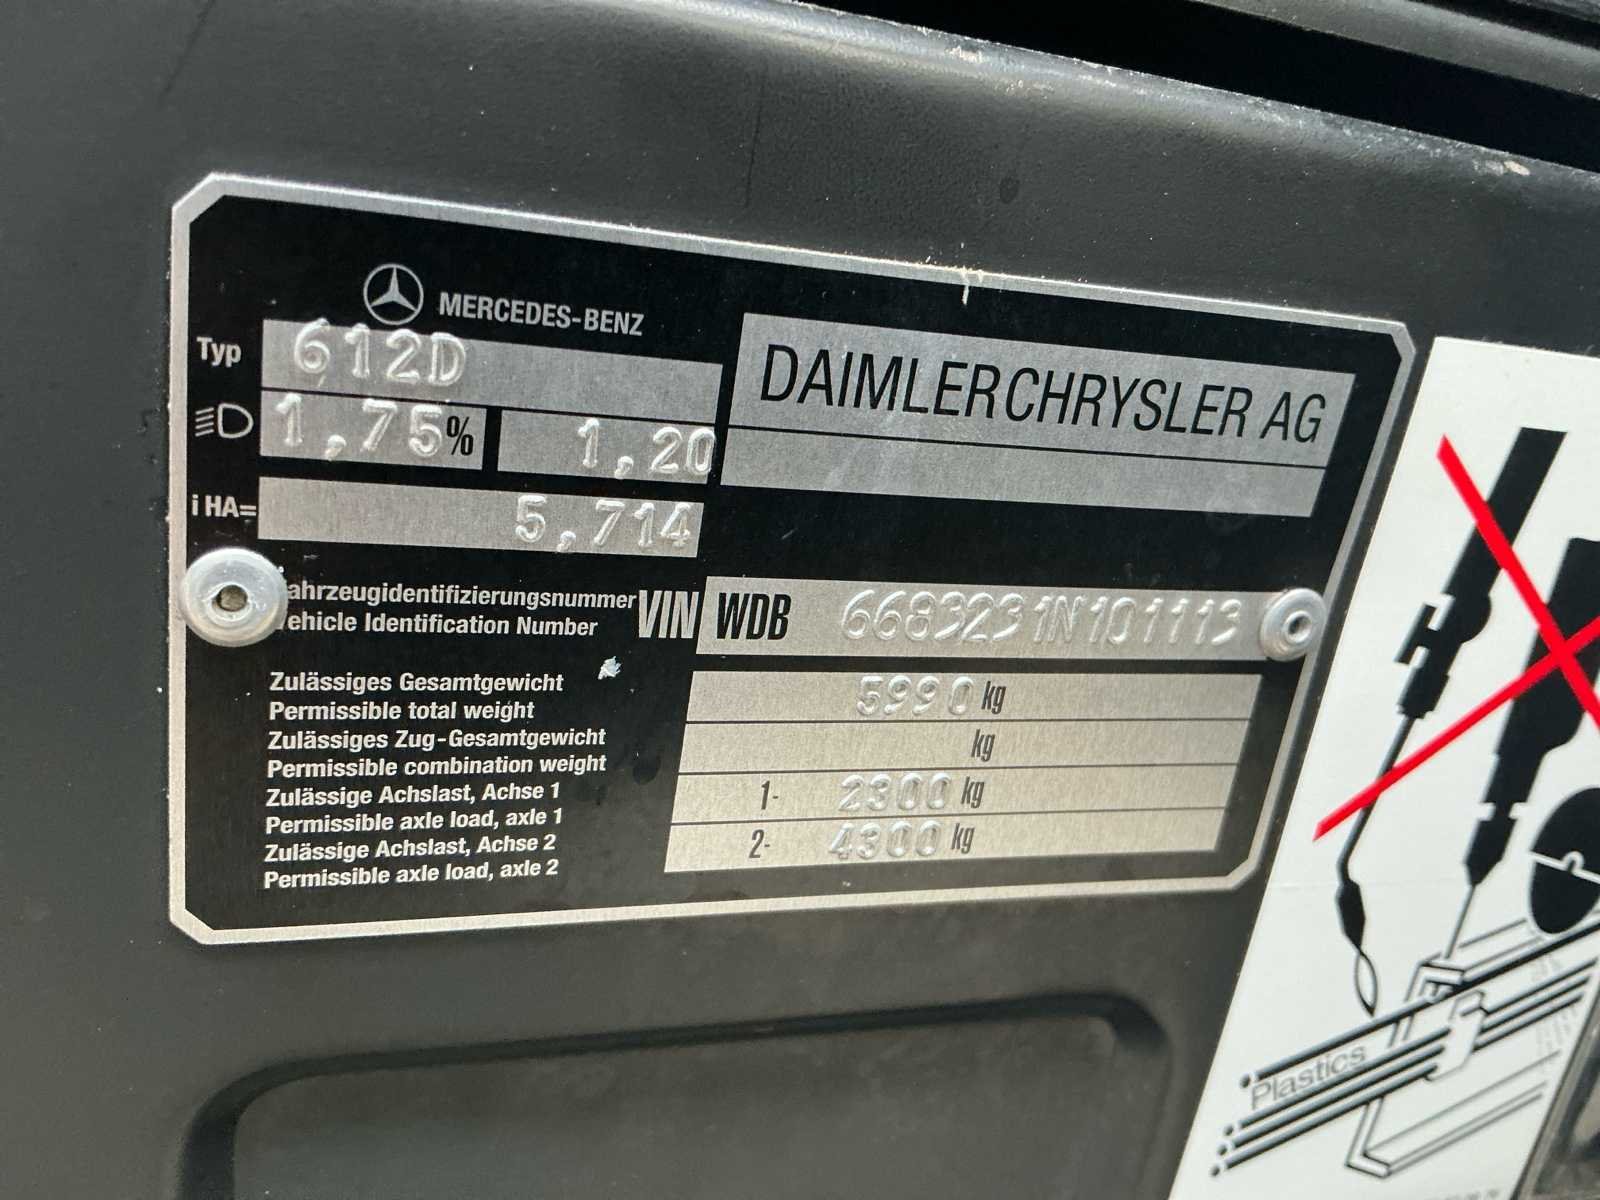 MERCEDES-BENZ
Typ 612D
1,75% 1,20
DAIMLERCHRYSLER AG
i HA= 5,714
ahrzeugidentifizierungsnummer
ehicle Identification Number
VIN WDB 6683231N101113
Zulässiges Gesamtgewicht
Permissible total weight
5990 kg
Zulässiges Zug-Gesamtgewicht
Permissible combination weight
kg
Zulässige Achslast, Achse 1
Permissible axle load, axle 1
1- 2300 kg
Zulässige Achslast, Achse 2
Permissible axle load, axle 2
2- 4300 kg
Plastics